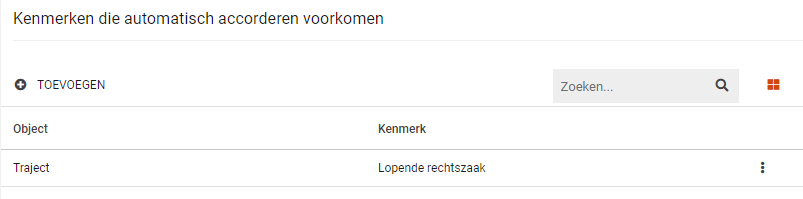 Kenmerken die automatisch accorderen voorkomen
TOEVOEGEN
Zoeken...
Object Kenmerk
Traject Lopende rechtszaak